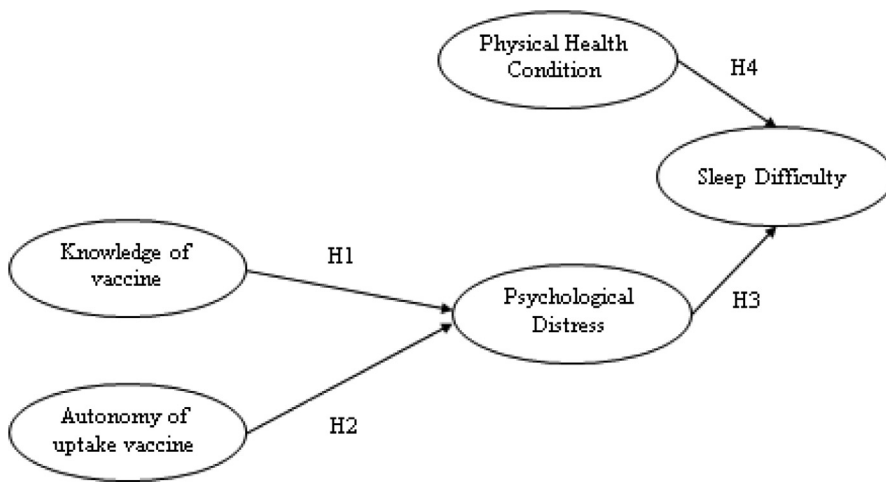 Physical Health
Condition
H4
Sleep Difficulty
Knowledge of
vaccine
H1
Psychological
Distress
H3
Autonomy of
uptake vaccine
H2